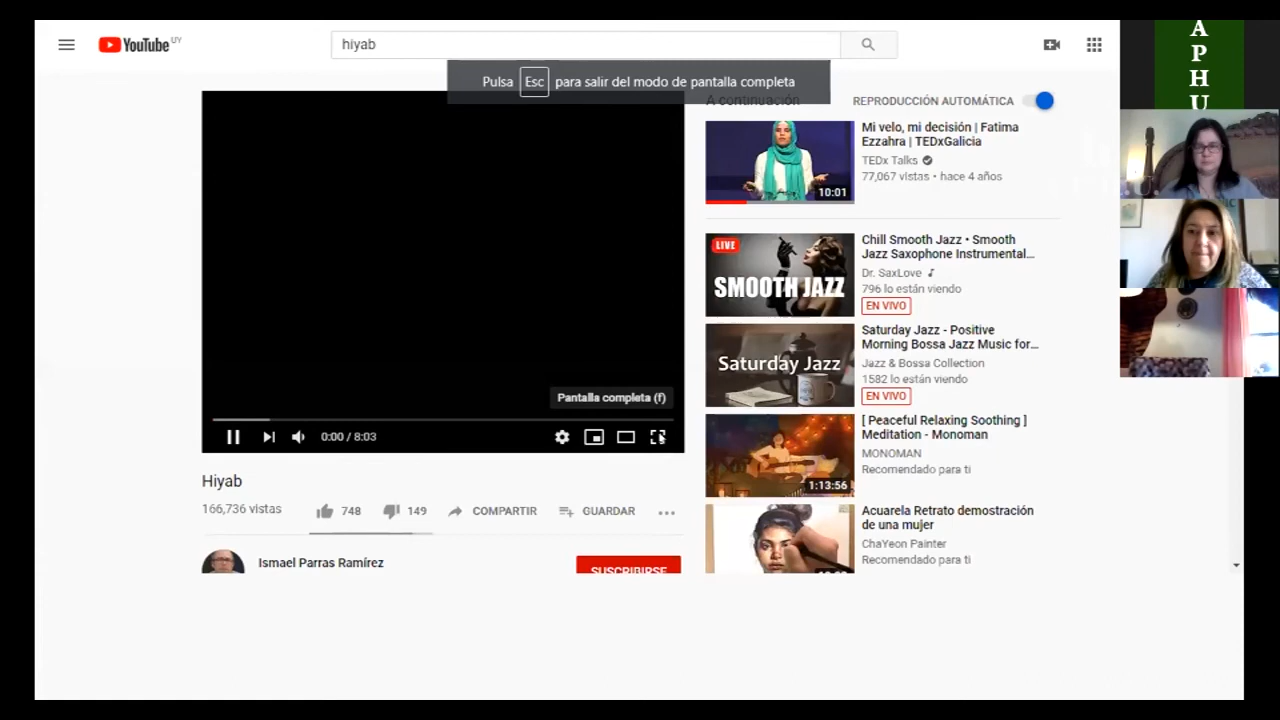 YouTube UY
hiyab
Pulsa Esc para salir del modo de pantalla completa
A continuación
REPRODUCCIÓN AUTOMÁTICA
Mi velo, mi decisión | Fatima
Ezzahra | TEDxGalicia
TEDx Talks
77,067 vistas • hace 4 años
10:01
LIVE
SMOOTH JAZZ
Chill Smooth Jazz • Smooth
Jazz Saxophone Instrumental...
Dr. SaxLove
796 lo están viendo
EN VIVO
Saturday Jazz
Saturday Jazz - Positive
Morning Bossa Jazz Music for...
Jazz & Bossa Collection
1582 lo están viendo
EN VIVO
1:13:56
[ Peaceful Relaxing Soothing ]
Meditation - Monoman
MONOMAN
Recomendado para ti
Acuarela Retrato demostración
de una mujer
ChaYeon Painter
Recomendado para ti
Pantalla completa (f)
0:00 / 8:03
Hiyab
166,736 vistas
748
149
COMPARTIR
GUARDAR
Ismael Parras Ramírez
SUSCRIBIRSE
A
P
H
U